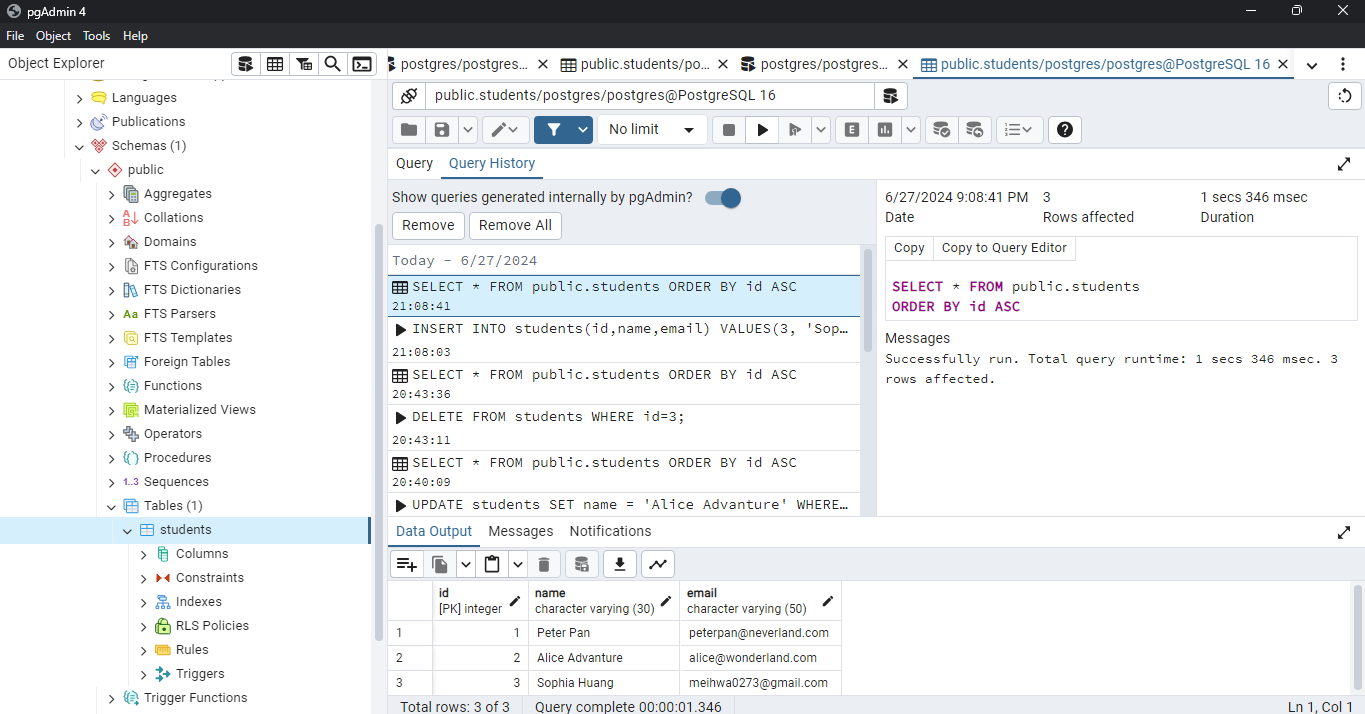 pgAdmin 4
File Object Tools Help
Object Explorer
Languages
Publications
Schemas (1)
public
Aggregates
Collations
Domains
FTS Configurations
FTS Dictionaries
FTS Parsers
FTS Templates
Foreign Tables
Functions
Materialized Views
Operators
Procedures
1..3 Sequences
Tables (1)
students
Columns
Constraints
Indexes
RLS Policies
Rules
Triggers
Trigger Functions
postgres/postgres... public.students/po... postgres/postgres... public.students/postgres/postgres@PostgreSQL 16
public.students/postgres/postgres@PostgreSQL 16
No limit
Query Query History
Show queries generated internally by pgAdmin?
Remove Remove All
Today - 6/27/2024
SELECT * FROM public.students ORDER BY id ASC
21:08:41
INSERT INTO students(id,name,email) VALUES(3, 'Sop...
21:08:03
SELECT * FROM public.students ORDER BY id ASC
20:43:36
DELETE FROM students WHERE id=3;
20:43:11
SELECT * FROM public.students ORDER BY id ASC
20:40:09
UPDATE students SET name = 'Alice Advanture' WHERE...
6/27/2024 9:08:41 PM 3 1 secs 346 msec
Date Rows affected Duration
Copy Copy to Query Editor
SELECT * FROM public.students
ORDER BY id ASC
Messages
Successfully run. Total query runtime: 1 secs 346 msec. 3
rows affected.
Data Output Messages Notifications
id name email
[PK] integer character varying (30) character varying (50)
1 1 Peter Pan peterpan@neverland.com
2 2 Alice Advanture alice@wonderland.com
3 3 Sophia Huang meihwa0273@gmail.com
Total rows: 3 of 3 Query complete 00:00:01.346 Ln 1, Col 1